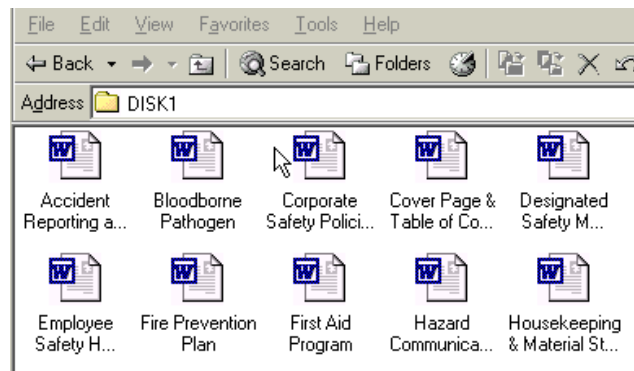 File Edit View Favorites Tools Help
Back Search Folders
Address DISK1
Accident Bloodborne Corporate Cover Page & Designated
Reporting a... Pathogen Safety Polici... Table of Co... Safety M...
Employee Fire Prevention First Aid Hazard Housekeeping
Safety H... Plan Program Communica... & Material St...